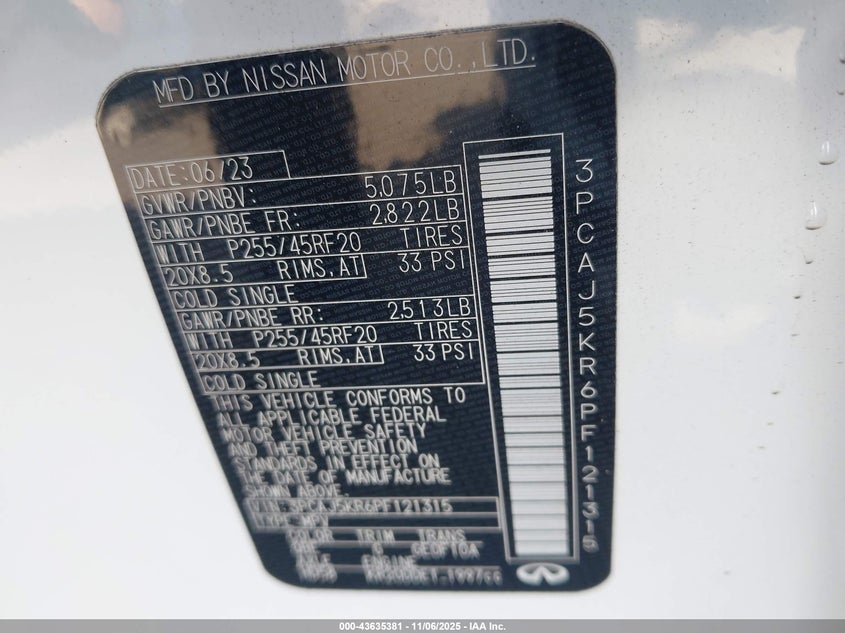 MFD BY NISSAN MOTOR CO.,LTD.
DATE:06/23
GVWR/PNBV: 5,075LB
GAWR/PNBE FR: 2,822LB
WITH P255/45RF20 TIRES
20X8.5 RIMS,AT 33 PSI
COLD SINGLE
GAWR/PNBE RR: 2,513LB
WITH P255/45RF20 TIRES
20X8.5 RIMS,AT 33 PSI
COLD SINGLE
THIS VEHICLE CONFORMS TO
ALL APPLICABLE FEDERAL
MOTOR VEHICLE SAFETY
AND THEFT PREVENTION
STANDARDS IN EFFECT ON
THE DATE OF MANUFACTURE
SHOWN ABOVE.
VIN:3PCAJ5KR6PF121315
TYPE:MPV
COLOR TRIM TRANS
G
AXLE ENGINE
3PCAJ5KR6PF121315
000-43635381 - 11/06/2025 - IAA Inc.